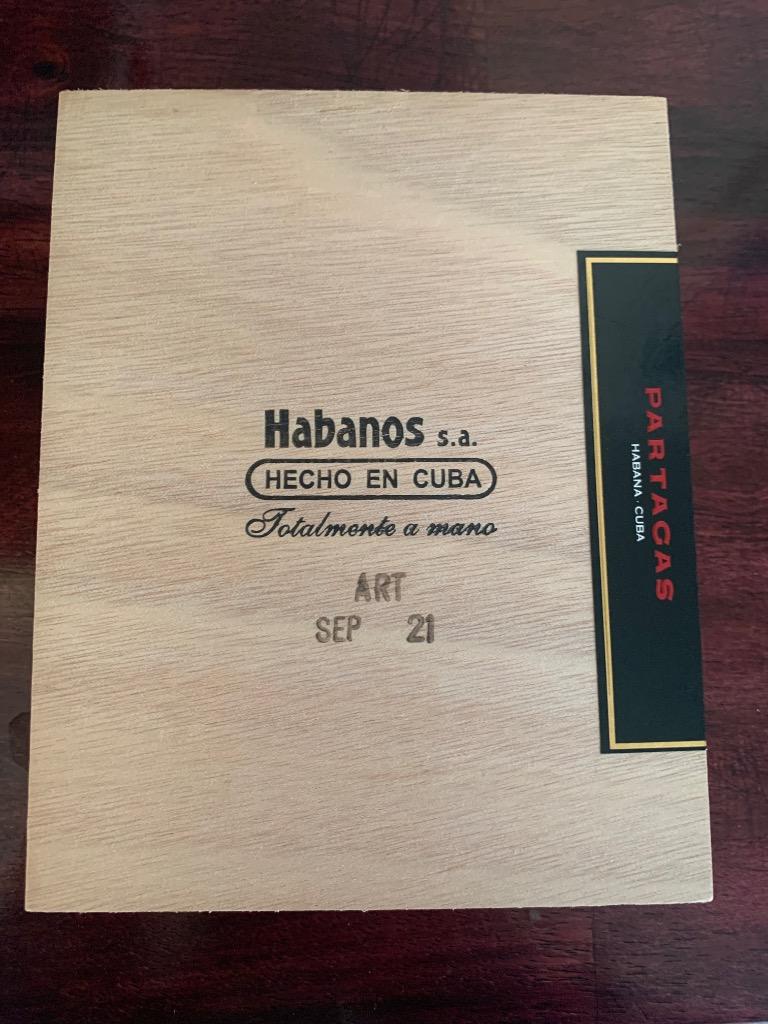 Habanos s.a.
HECHO EN CUBA
Totalmente a mano
ART
SEP 21
PARTAGAS
HABANA · CUBA